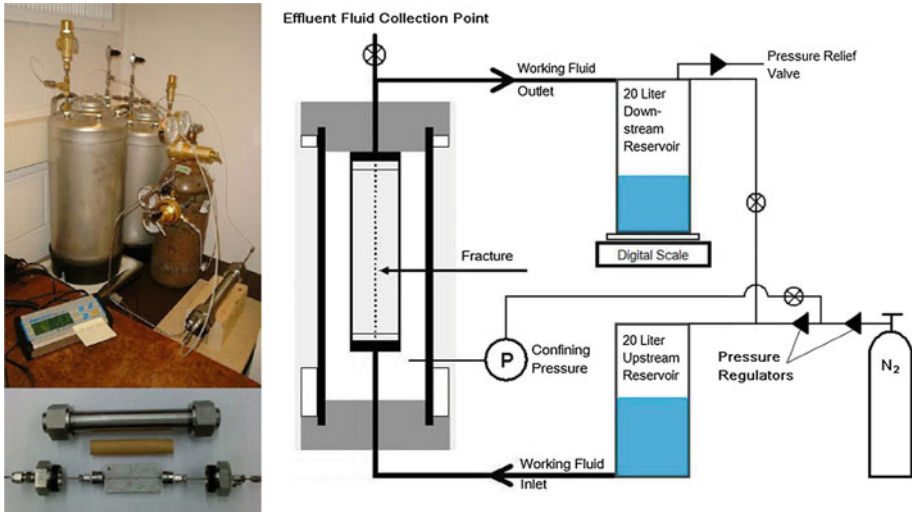 Effluent Fluid Collection Point
Working Fluid
Outlet
Pressure Relief
Valve
20 Liter
Down-
stream
Reservoir
Digital Scale
Fracture
P
Confining
Pressure
20 Liter
Upstream
Reservoir
Pressure
Regulators
N2
Working Fluid
Inlet